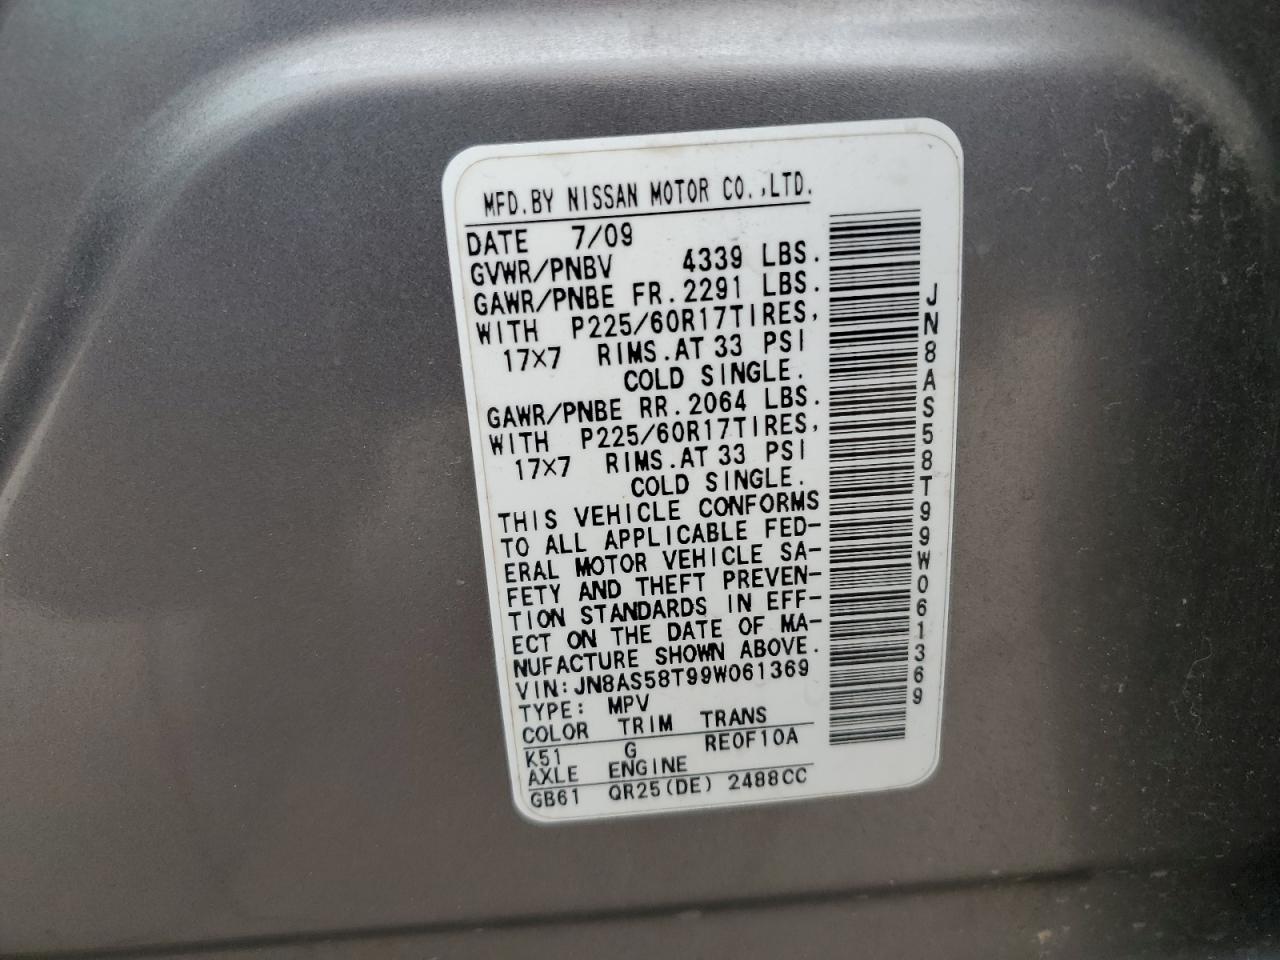 MFD.BY NISSAN MOTOR CO.,LTD.
DATE 7/09
GVWR/PNBV 4339 LBS.
GAWR/PNBE FR.2291 LBS.
WITH P225/60R17TIRES,
17×7 RIMS.AT 33 PSI
COLD SINGLE.
GAWR/PNBE RR.2064 LBS.
WITH P225/60R17TIRES,
17×7 RIMS.AT 33 PSI
COLD SINGLE.
THIS VEHICLE CONFORMS
TO ALL APPLICABLE FED-
ERAL MOTOR VEHICLE SA-
FETY AND THEFT PREVEN-
TION STANDARDS IN EFF-
ECT ON THE DATE OF MA-
NUFACTURE SHOWN ABOVE.
VIN:JN8AS58T99W061369
TYPE: MPV
COLOR TRIM TRANS
K51 G RE0F10A
AXLE ENGINE
GB61 QR25(DE) 2488CC
JN8AS58T99W061369